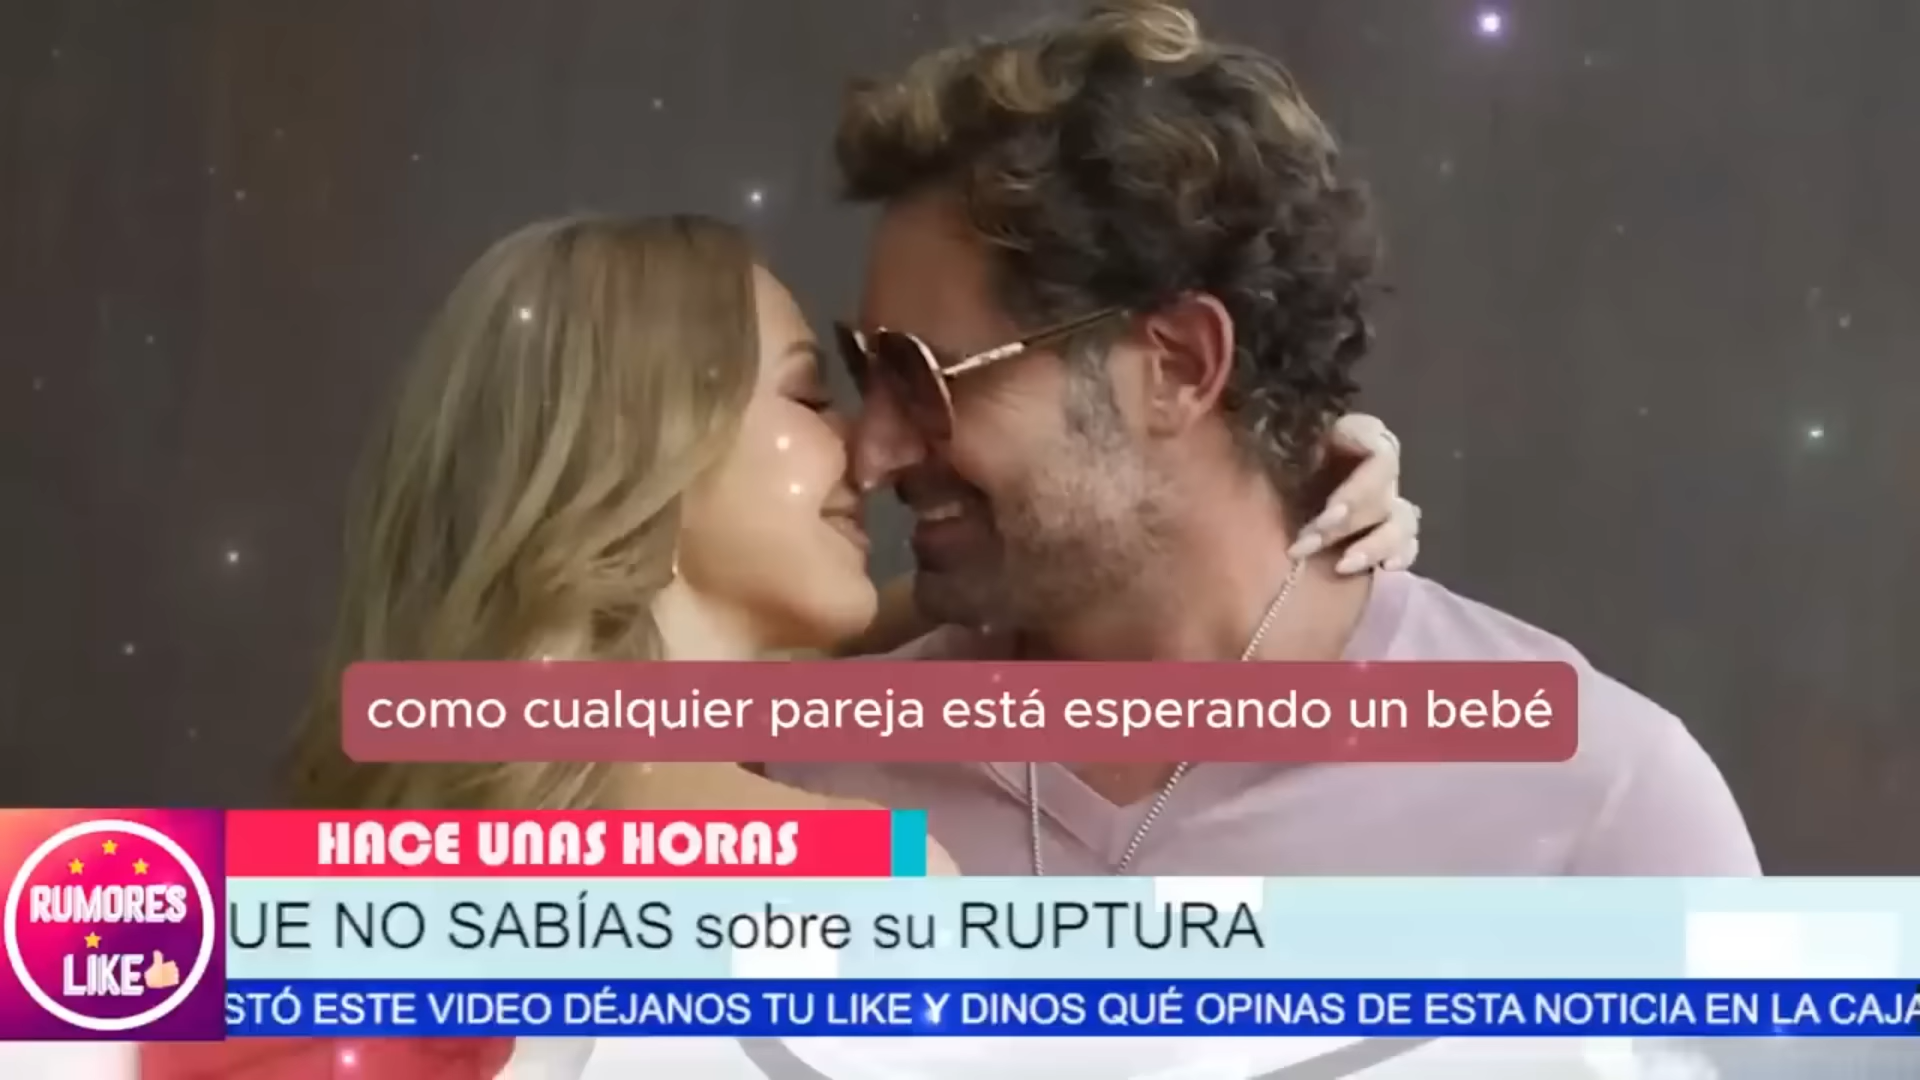 como cualquier pareja está esperando un bebé
HACE UNAS HORAS
UE NO SABÍAS sobre su RUPTURA
RUMORES
LIKE
STÓ ESTE VIDEO DÉJANOS TU LIKE Y DINOS QUÉ OPINAS DE ESTA NOTICIA EN LA CAJA